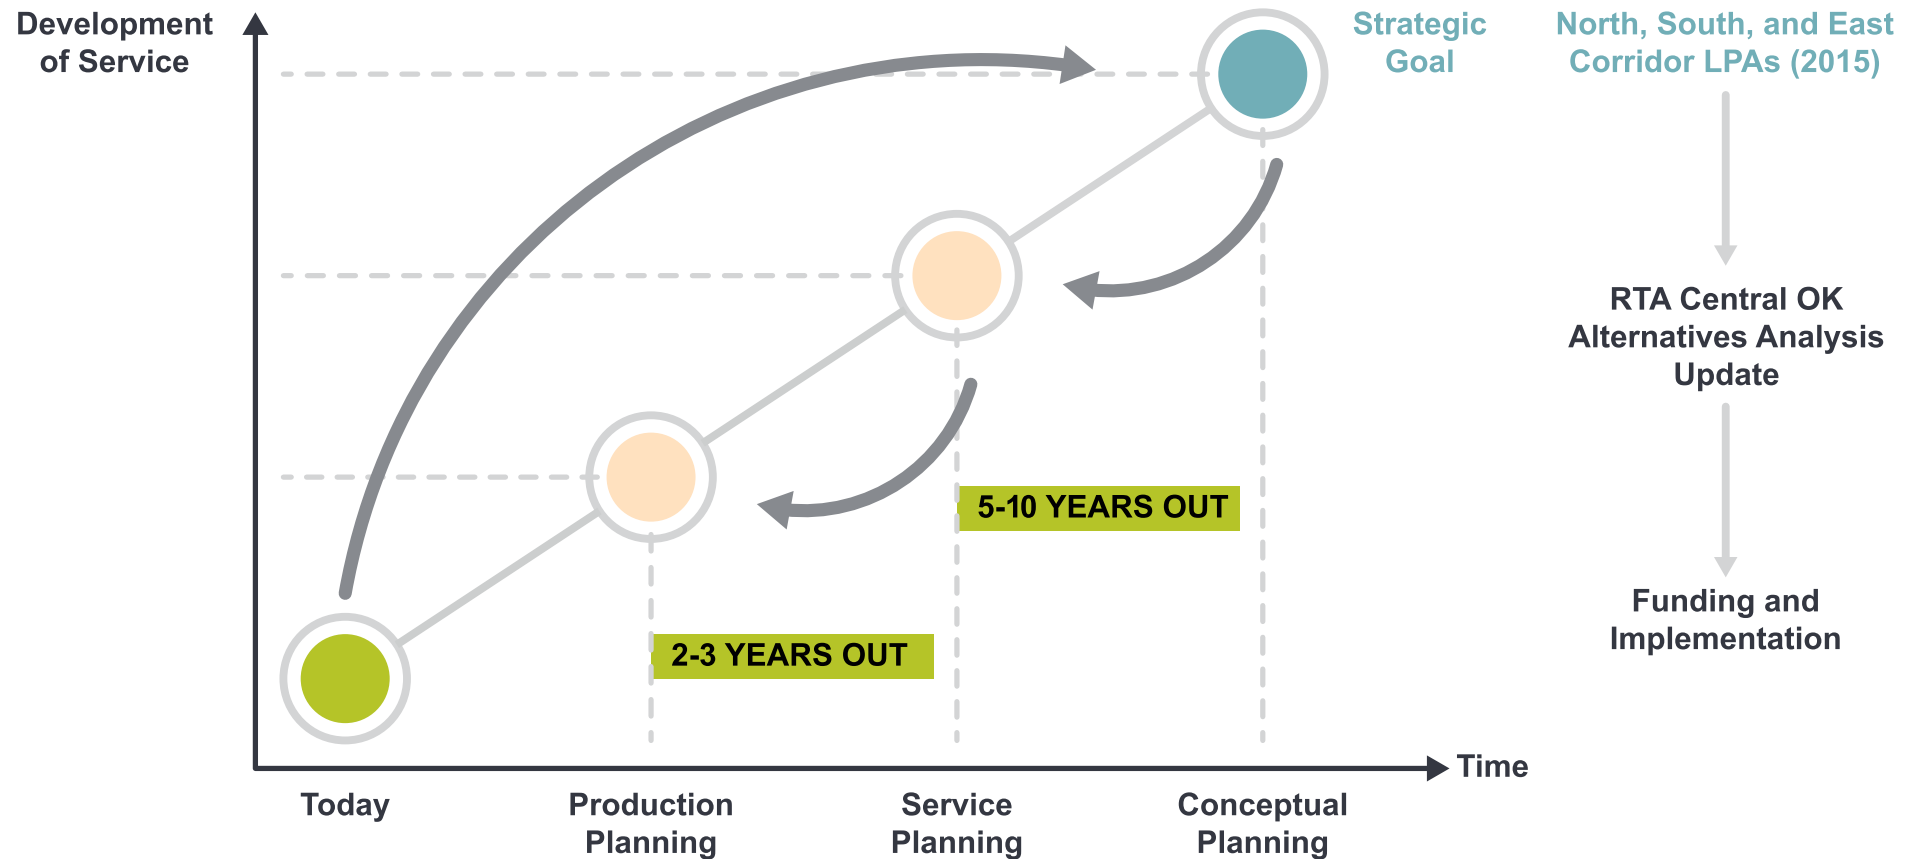 Development
of Service
Strategic
Goal
North, South, and East
Corridor LPAs (2015)
RTA Central OK
Alternatives Analysis
Update
5-10 YEARS OUT
Funding and
Implementation
2-3 YEARS OUT
Time
Today
Production
Planning
Service
Planning
Conceptual
Planning